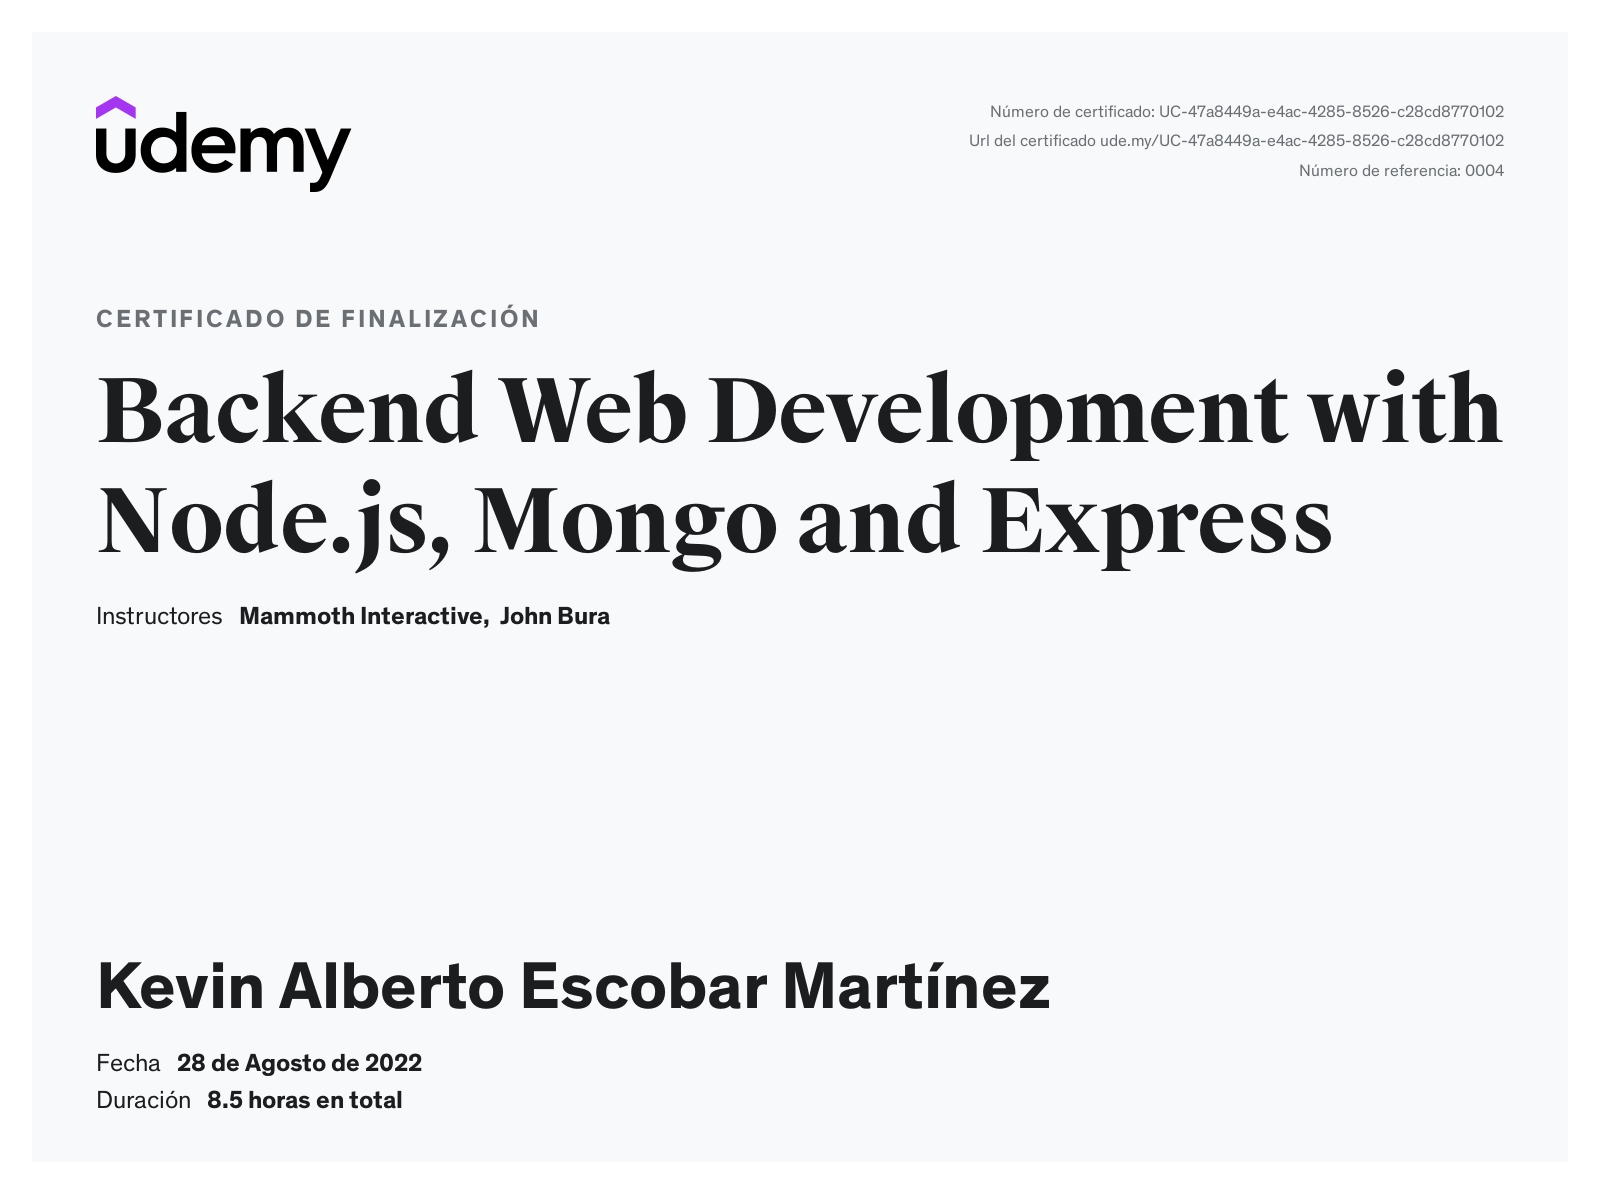 udemy
Número de certificado: UC-47a8449a-e4ac-4285-8526-c28cd8770102
Url del certificado ude.my/UC-47a8449a-e4ac-4285-8526-c28cd8770102
Número de referencia: 0004
CERTIFICADO DE FINALIZACIÓN
Backend Web Development with
Node.js, Mongo and Express
Instructores Mammoth Interactive, John Bura
Kevin Alberto Escobar Martínez
Fecha 28 de Agosto de 2022
Duración 8.5 horas en total